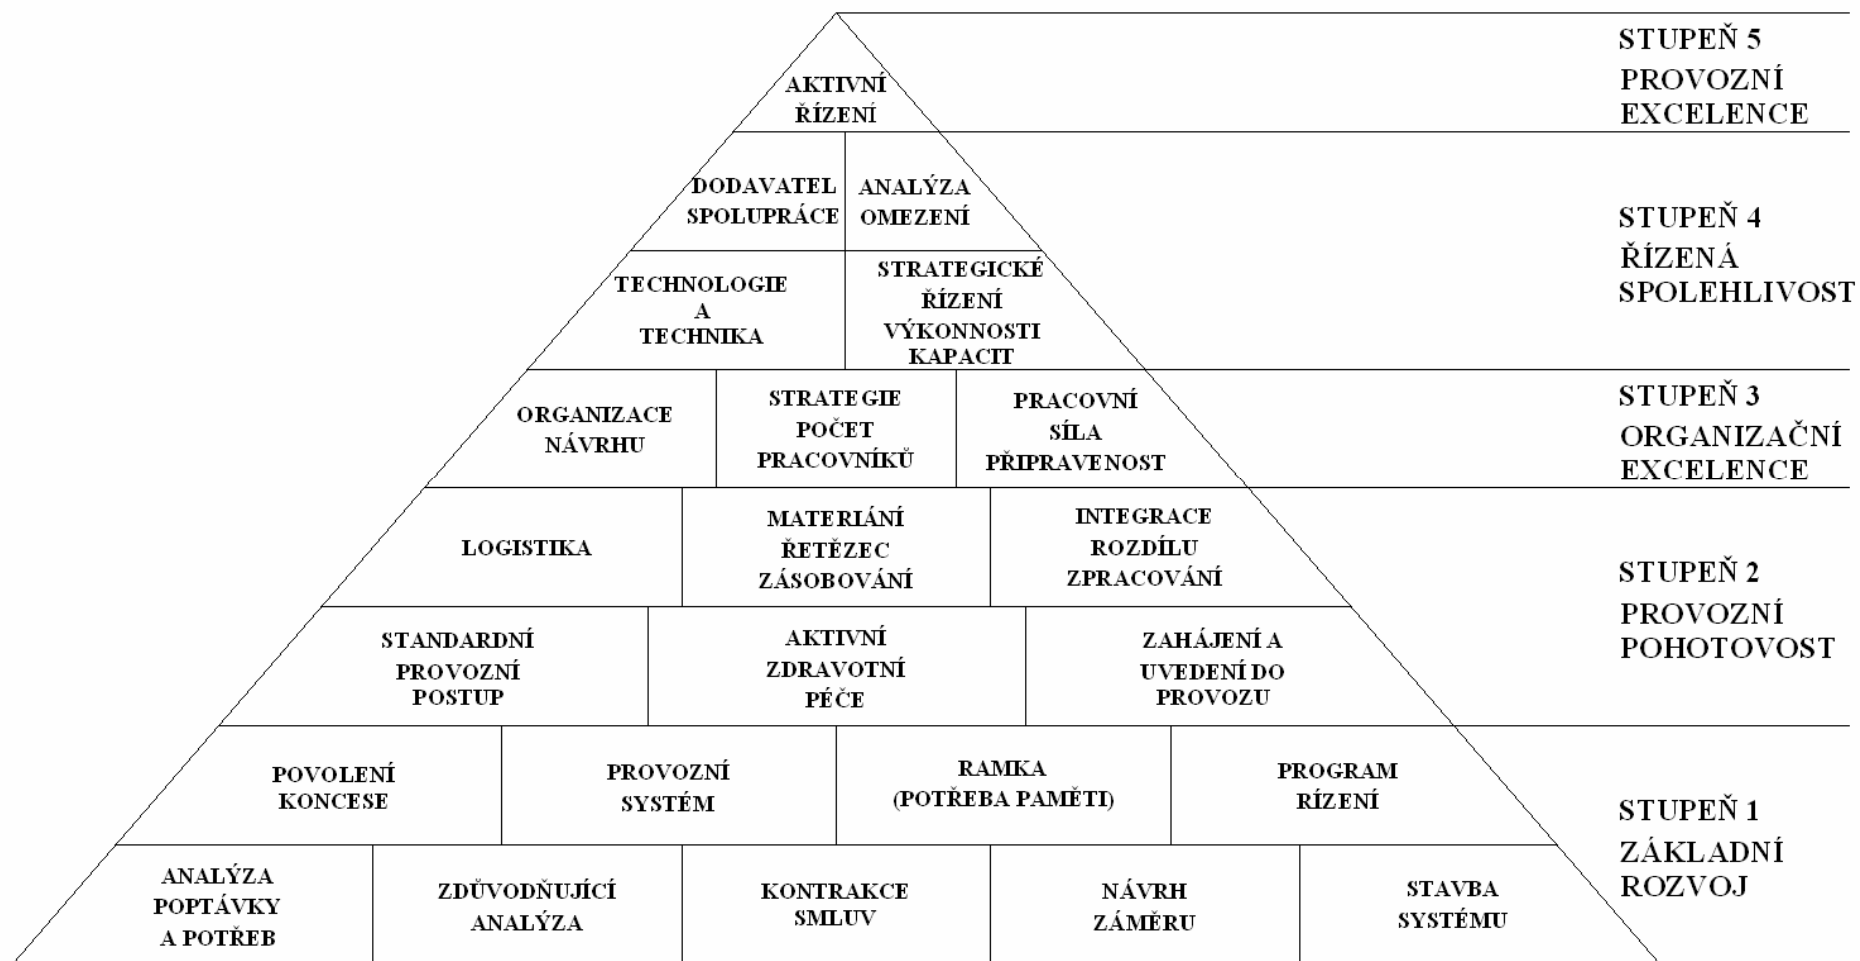 STUPEŇ 5
PROVOZNÍ
EXCELENCE
AKTIVNÍ
ŘÍZENÍ
DODAVATEL
SPOLUPRÁCE
ANALÝZA
OMEZENÍ
STUPEŇ 4
ŘÍZENÁ
SPOLEHLIVOST
TECHNOLOGIE
A
TECHNIKA
STRATEGICKÉ
ŘÍZENÍ
VÝKONNOSTI
KAPACIT
ORGANIZACE
NÁVRHU
STRATEGIE
POČET
PRACOVNÍKŮ
PRACOVNÍ
SÍLA
PŘIPRAVENOST
STUPEŇ 3
ORGANIZAČNÍ
EXCELENCE
LOGISTIKA
MATERIÁNÍ
ŘETĚZEC
ZÁSOBOVÁNÍ
INTEGRACE
ROZDÍLU
ZPRACOVÁNÍ
STUPEŇ 2
PROVOZNÍ
POHOTOVOST
STANDARDNÍ
PROVOZNÍ
POSTUP
AKTIVNÍ
ZDRAVOTNÍ
PÉČE
ZAHÁJENÍ A
UVEDENÍ DO
PROVOZU
POVOLENÍ
KONCESE
PROVOZNÍ
SYSTÉM
RAMKA
(POTŘEBA PAMĚTI)
PROGRAM
RÍZENÍ
STUPEŇ 1
ZÁKLADNÍ
ROZVOJ
ANALÝZA
POPTÁVKY
A POTŘEB
ZDŮVODŇUJÍCÍ
ANALÝZA
KONTRAKCE
SMLUV
NÁVRH
ZÁMĚRU
STAVBA
SYSTÉMU